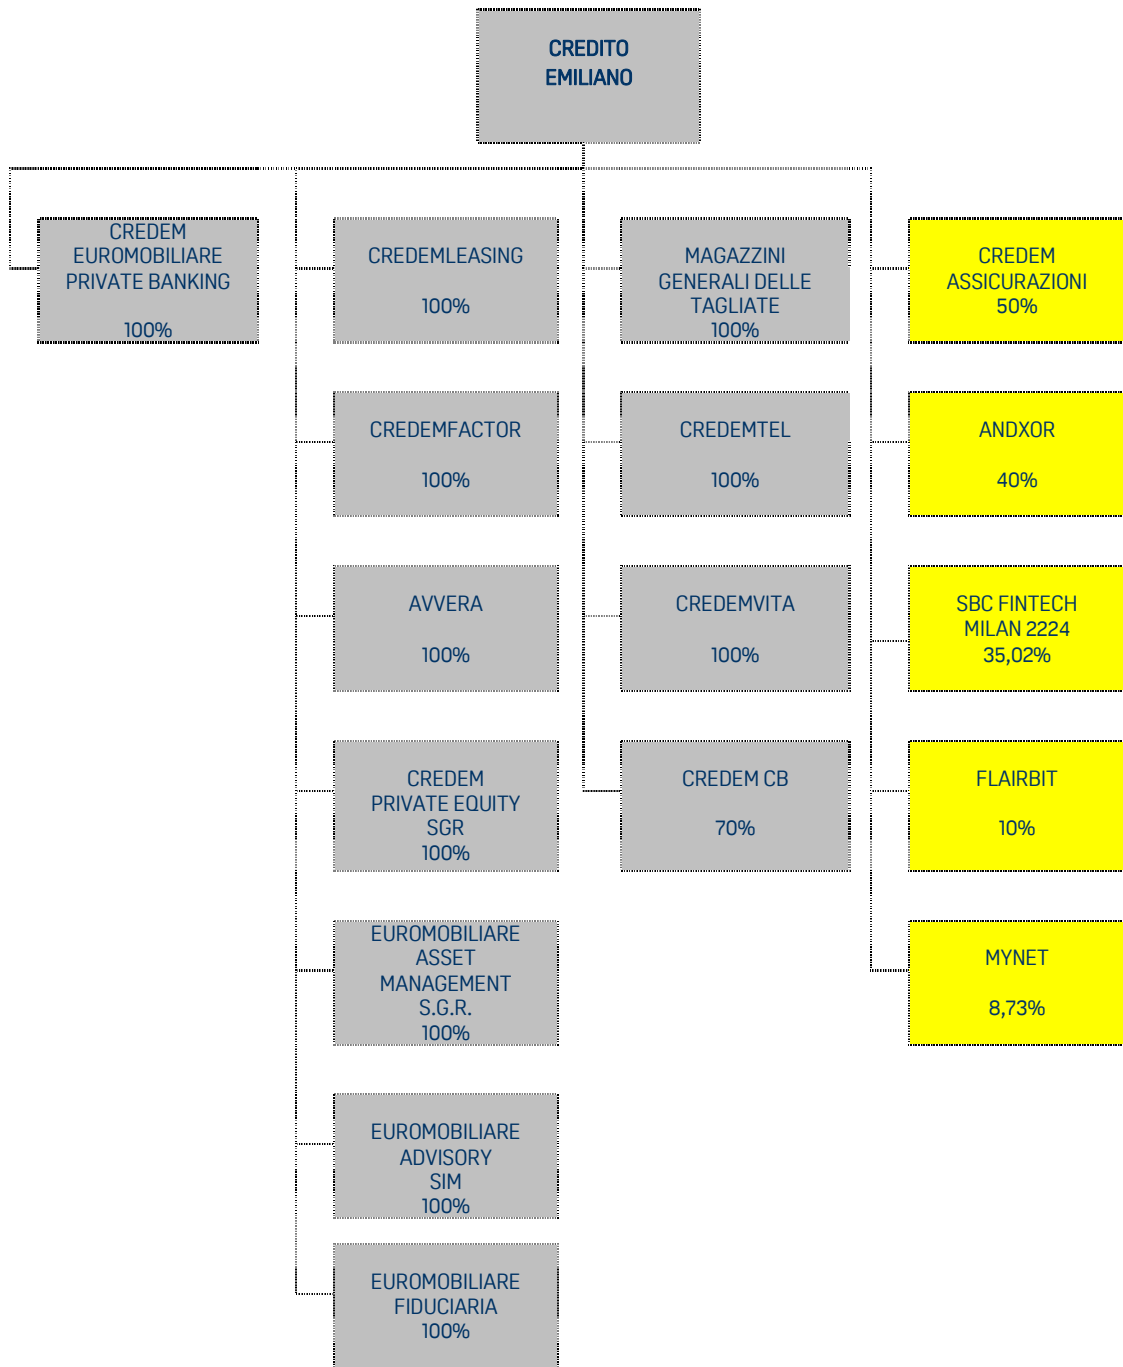 CREDITO
EMILIANO
CREDEM
EUROMOBILIARE
PRIVATE BANKING
100%
CREDEMLEASING
100%
MAGAZZINI
GENERALI DELLE
TAGLIATE
100%
CREDEM
ASSICURAZIONI
50%
CREDEMFACTOR
100%
CREDEMTEL
100%
ANDXOR
40%
AVVERA
100%
CREDEMVITA
100%
SBC FINTECH
MILAN 2224
35,02%
CREDEM
PRIVATE EQUITY
SGR
100%
CREDEM CB
70%
FLAIRBIT
10%
EUROMOBILIARE
ASSET
MANAGEMENT
S.G.R.
100%
MYNET
8,73%
EUROMOBILIARE
ADVISORY
SIM
100%
EUROMOBILIARE
FIDUCIARIA
100%